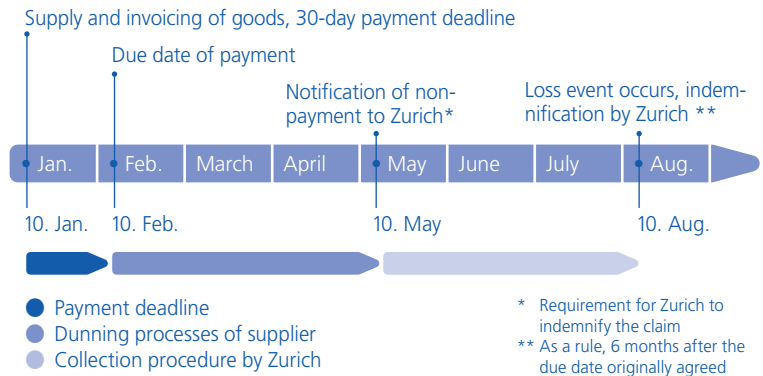 Supply and invoicing of goods, 30-day payment deadline
Due date of payment
Notification of non-
payment to Zurich*
Loss event occurs, indem-
nification by Zurich **
Jan. Feb. March April May June July Aug.
10. Jan. 10. Feb. 10. May 10. Aug.
Payment deadline
Dunning processes of supplier
Collection procedure by Zurich
* Requirement for Zurich to
indemnify the claim
** As a rule, 6 months after the
due date originally agreed